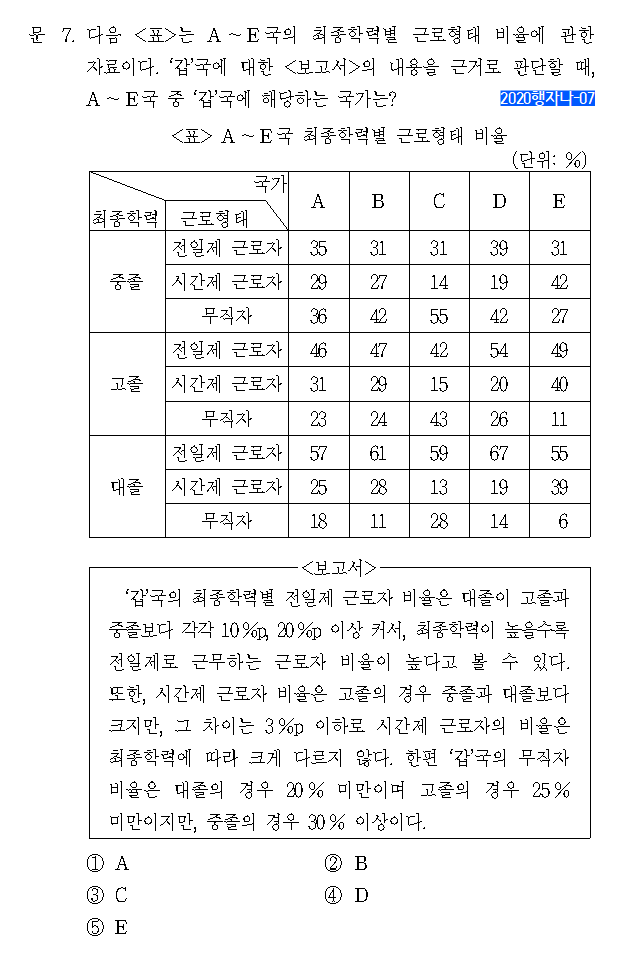 문 7. 다음 <표>는 A ~ E국의 최종학력별 근로형태 비율에 관한
자료이다. ‘갑’국에 대한 <보고서>의 내용을 근거로 판단할 때,
A ~ E국 중 ‘갑’국에 해당하는 국가는? 2020행자나-07
<표> A ~ E국 최종학력별 근로형태 비율
(단위: %)
국가
최종학력 근로형태 A B C D E
중졸 전일제 근로자 35 31 31 39 31
시간제 근로자 29 27 14 19 42
무직자 36 42 55 42 27
고졸 전일제 근로자 46 47 42 54 49
시간제 근로자 31 29 15 20 40
무직자 23 24 43 26 11
대졸 전일제 근로자 57 61 59 67 55
시간제 근로자 25 28 13 19 39
무직자 18 11 28 14 6
<보고서>
‘갑’국의 최종학력별 전일제 근로자 비율은 대졸이 고졸과
중졸보다 각각 10%p, 20%p 이상 커서, 최종학력이 높을수록
전일제로 근무하는 근로자 비율이 높다고 볼 수 있다.
또한, 시간제 근로자 비율은 고졸의 경우 중졸과 대졸보다
크지만, 그 차이는 3%p 이하로 시간제 근로자의 비율은
최종학력에 따라 크게 다르지 않다. 한편 ‘갑’국의 무직자
비율은 대졸의 경우 20% 미만이며 고졸의 경우 25%
미만이지만, 중졸의 경우 30% 이상이다.
① A ② B
③ C ④ D
⑤ E